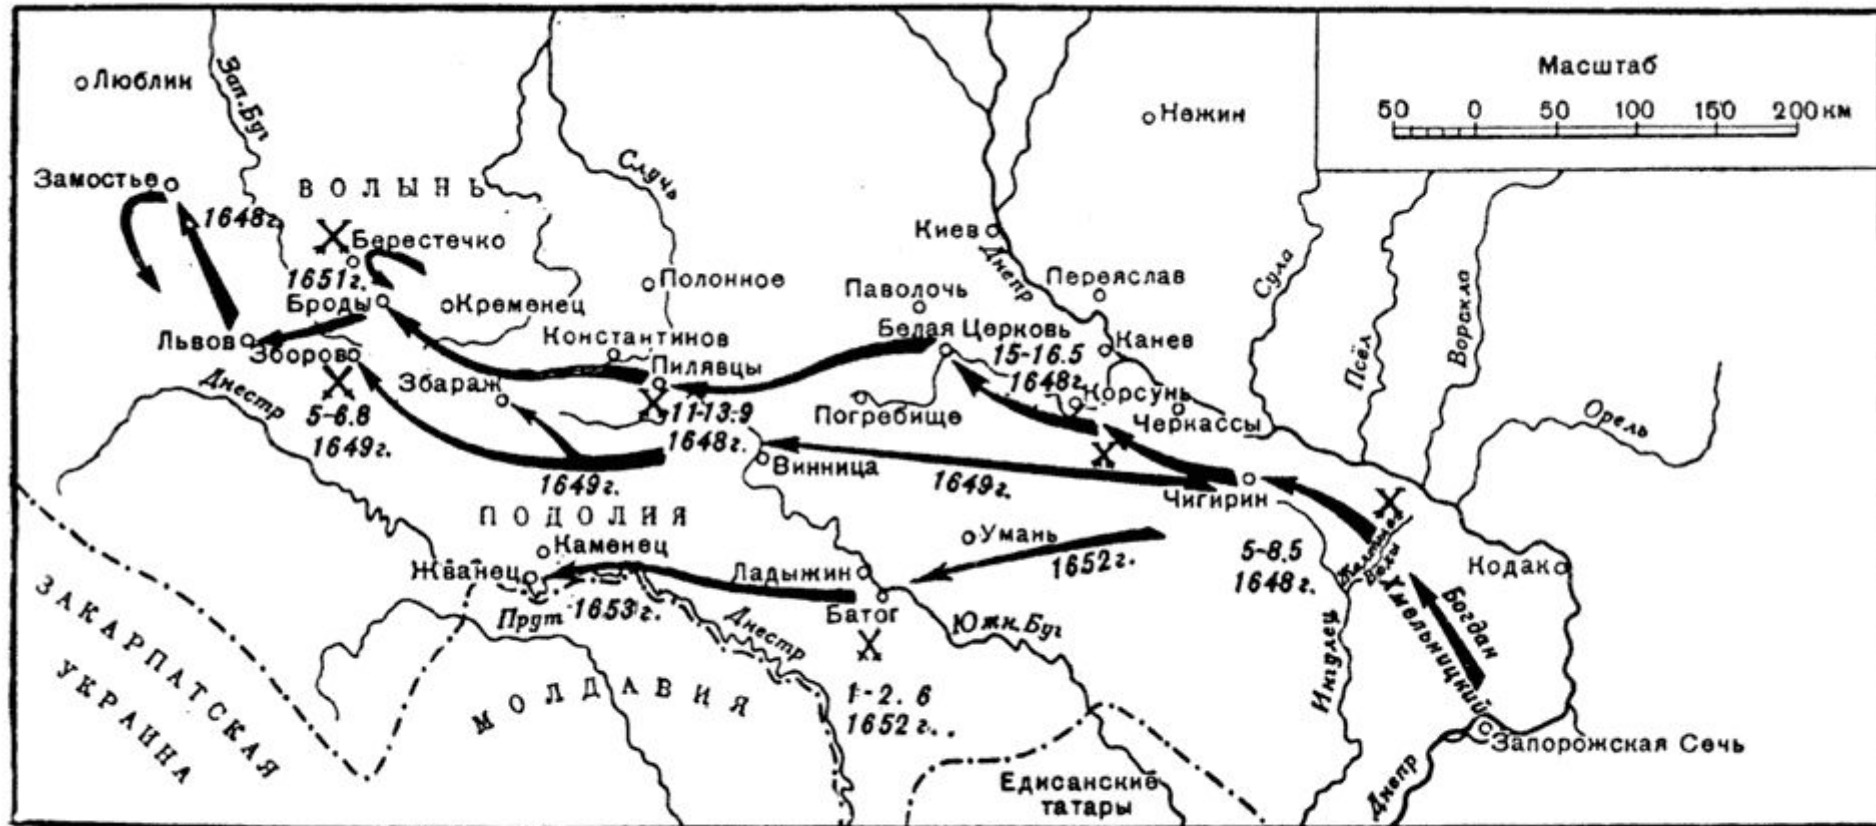 Масштаб
50 0 50 100 150 200 км
Люблин
Зап. Буг
Случь
Нежин
Замостье
1648г.
ВОЛЫНЬ
Берестечко
1651г.
Броды
Кременец
Полонное
Киев
Днепр
Переяслав
Сула
Псёл
Ворскла
Орель
Паволочь
Белая Церковь
15-16.5
1648г.
Канев
Корсунь
Черкассы
Львов
Зборов
5-6.8
1649г.
Днестр
Збараж
Константинов
Пилявцы
11-13.9
1648г.
Погребище
Винница
1649г.
1649г.
Чигирин
ПОДОЛИЯ
Каменец
Жванец
1653г.
Прут
Днестр
Ладыжин
Батог
1-2.6
1652г..
Умань
1652г.
Южн. Буг
5-8.5
1648г.
Желтые
Воды
Кодак
Богдан
Хмельницкий
Ингулец
Запорожская Сечь
Днепр
ЗАКАРПАТСКАЯ
УКРАИНА
МОЛДАВИЯ
Едисанские
татары